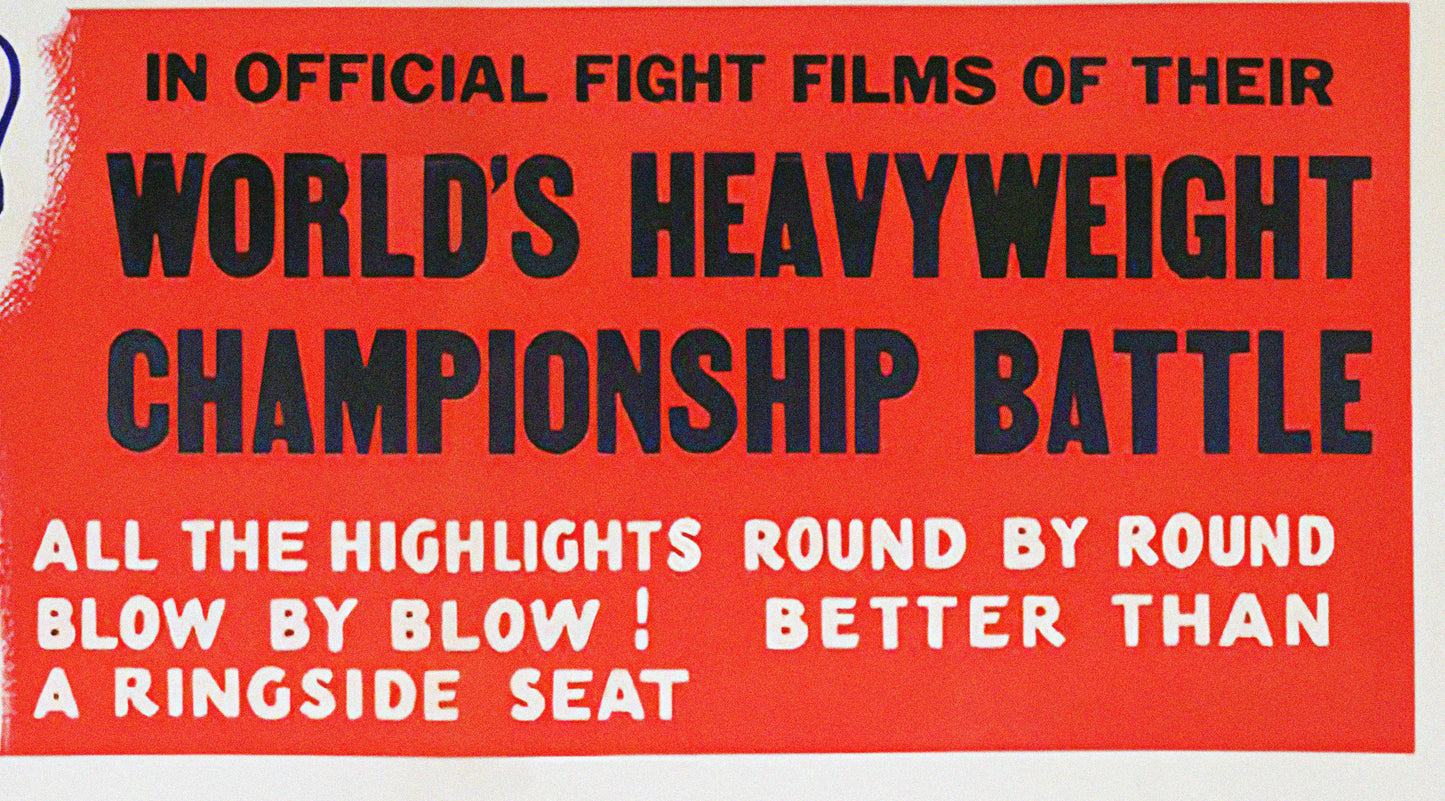 IN OFFICIAL FIGHT FILMS OF THEIR
WORLD'S HEAVYWEIGHT
CHAMPIONSHIP BATTLE
ALL THE HIGHLIGHTS ROUND BY ROUND
BLOW BY BLOW! BETTER THAN
A RINGSIDE SEAT